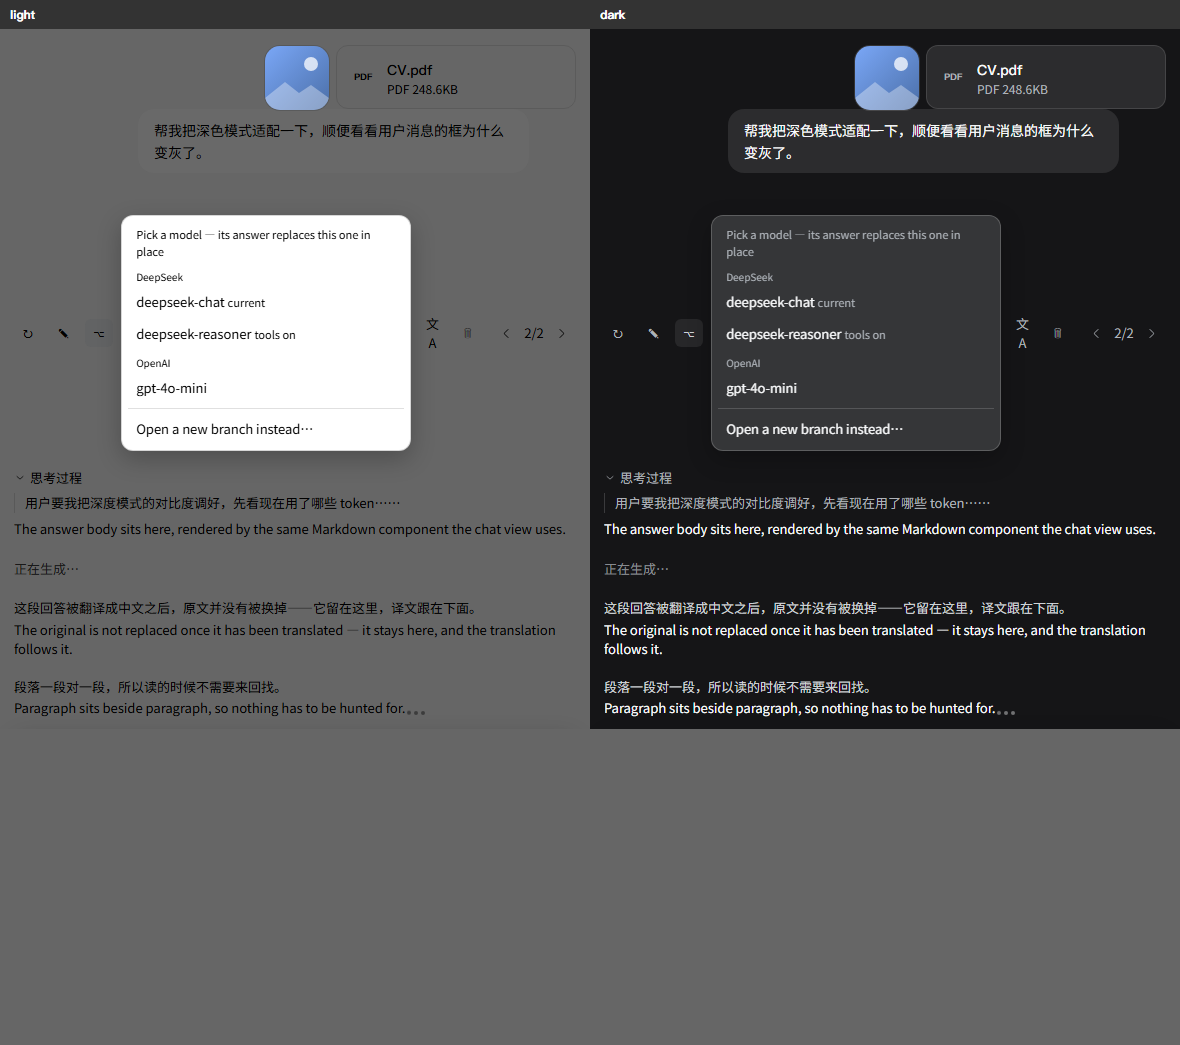 light
PDF
CV.pdf
PDF 248.6KB
帮我把深色模式适配一下，顺便看看用户消息的框为什么
变灰了。
Pick a model — its answer replaces this one in
place
DeepSeek
deepseek-chat current
deepseek-reasoner tools on
OpenAI
gpt-4o-mini
Open a new branch instead…
文
A
2/2
思考过程
用户要我把深度模式的对比度调好，先看现在用了哪些 token……
The answer body sits here, rendered by the same Markdown component the chat view uses.
正在生成…
这段回答被翻译成中文之后，原文并没有被换掉——它留在这里，译文跟在下面。
The original is not replaced once it has been translated — it stays here, and the translation
follows it.
段落一段对一段，所以读的时候不需要来回找。
Paragraph sits beside paragraph, so nothing has to be hunted for.
dark
PDF
CV.pdf
PDF 248.6KB
帮我把深色模式适配一下，顺便看看用户消息的框为什么
变灰了。
Pick a model — its answer replaces this one in
place
DeepSeek
deepseek-chat current
deepseek-reasoner tools on
OpenAI
gpt-4o-mini
Open a new branch instead…
文
A
2/2
思考过程
用户要我把深度模式的对比度调好，先看现在用了哪些 token……
The answer body sits here, rendered by the same Markdown component the chat view uses.
正在生成…
这段回答被翻译成中文之后，原文并没有被换掉——它留在这里，译文跟在下面。
The original is not replaced once it has been translated — it stays here, and the translation
follows it.
段落一段对一段，所以读的时候不需要来回找。
Paragraph sits beside paragraph, so nothing has to be hunted for.